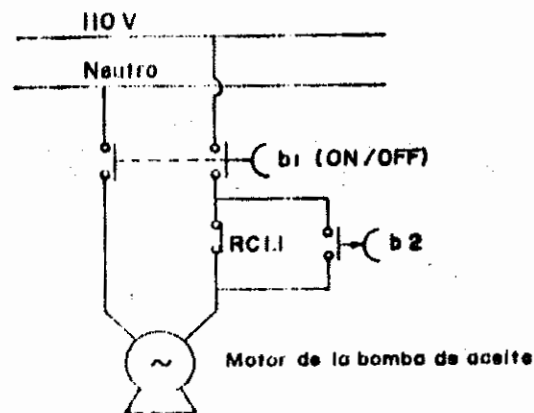 110 V
Neutro
b1 (ON/OFF)
RC1.1
b2
~
Motor de la bomba de aceite